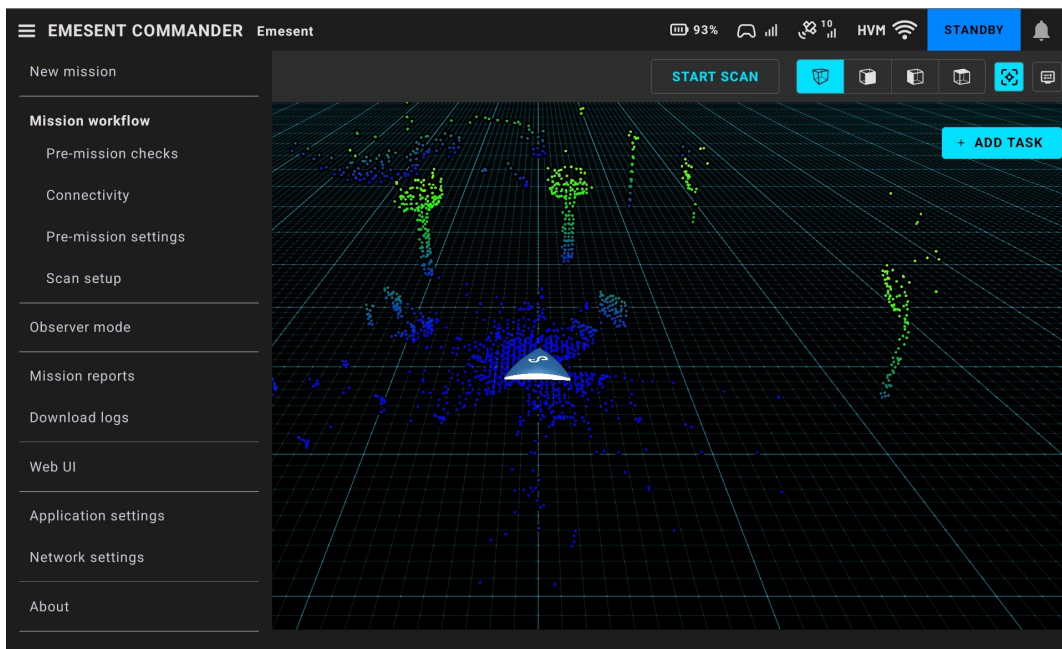 EMESENT COMMANDER Emesent
93%
10
HVM
STANDBY
New mission
START SCAN
Mission workflow
+ ADD TASK
Pre-mission checks
Connectivity
Pre-mission settings
Scan setup
Observer mode
Mission reports
Download logs
Web UI
Application settings
Network settings
About